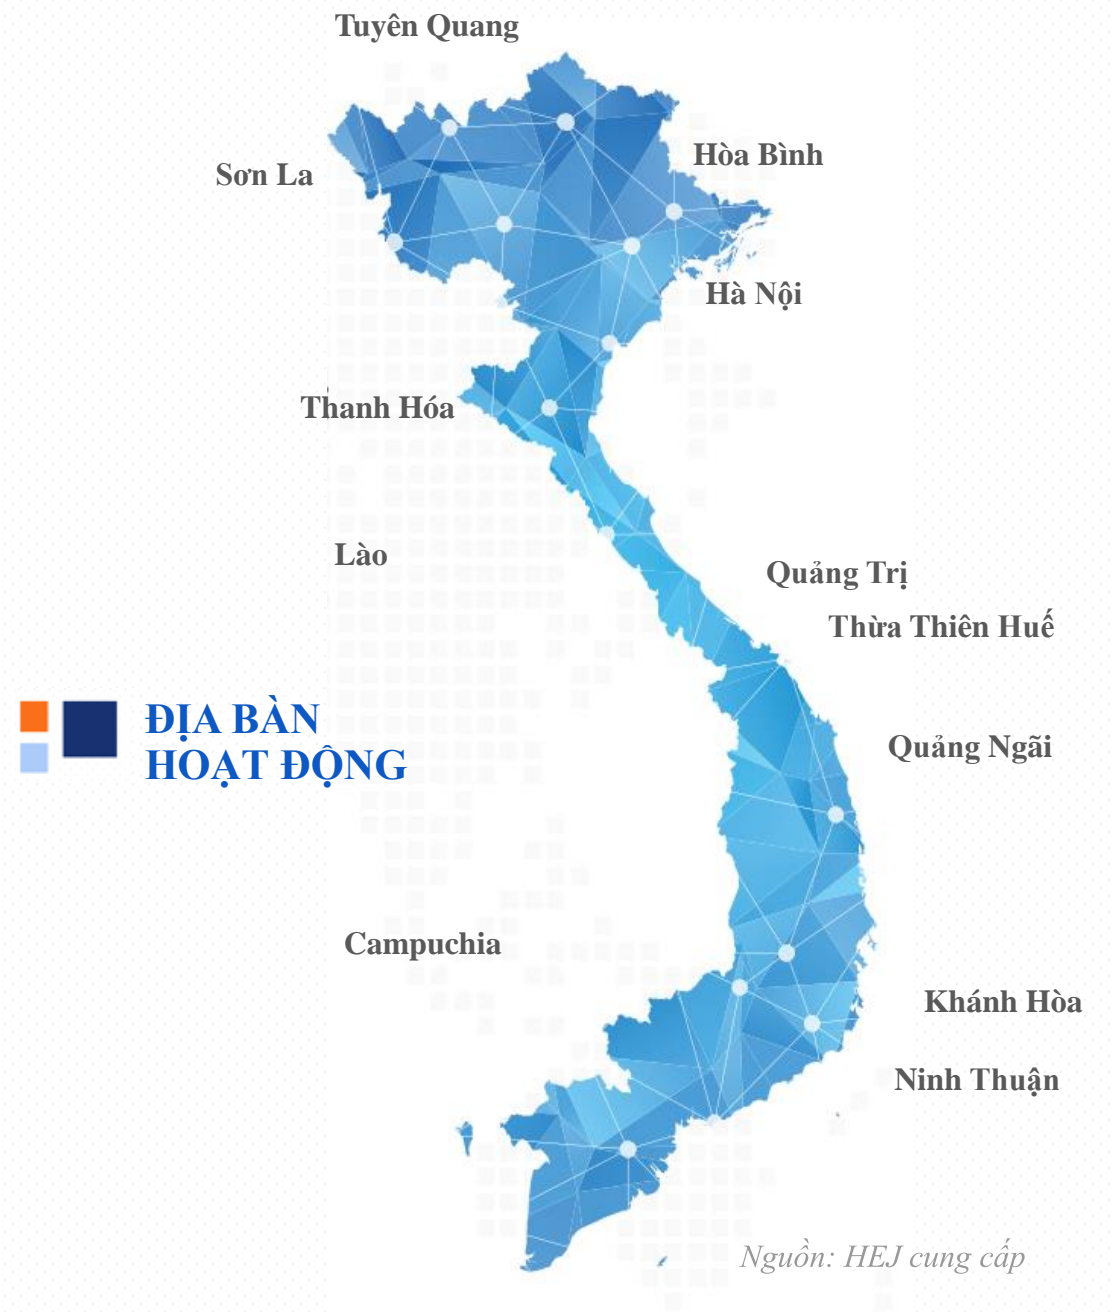 Tuyên Quang
Hòa Bình
Sơn La
Hà Nội
Thanh Hóa
Lào
Quảng Trị
Thừa Thiên Huế
ĐỊA BÀN
HOẠT ĐỘNG
Quảng Ngãi
Campuchia
Khánh Hòa
Ninh Thuận
Nguồn: HEJ cung cấp